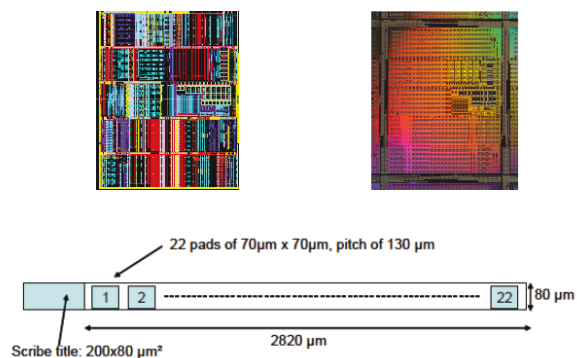 22 pads of 70µm x 70µm, pitch of 130 µm
1 2 22
80 µm
2820 µm
Scribe title: 200x80 µm²